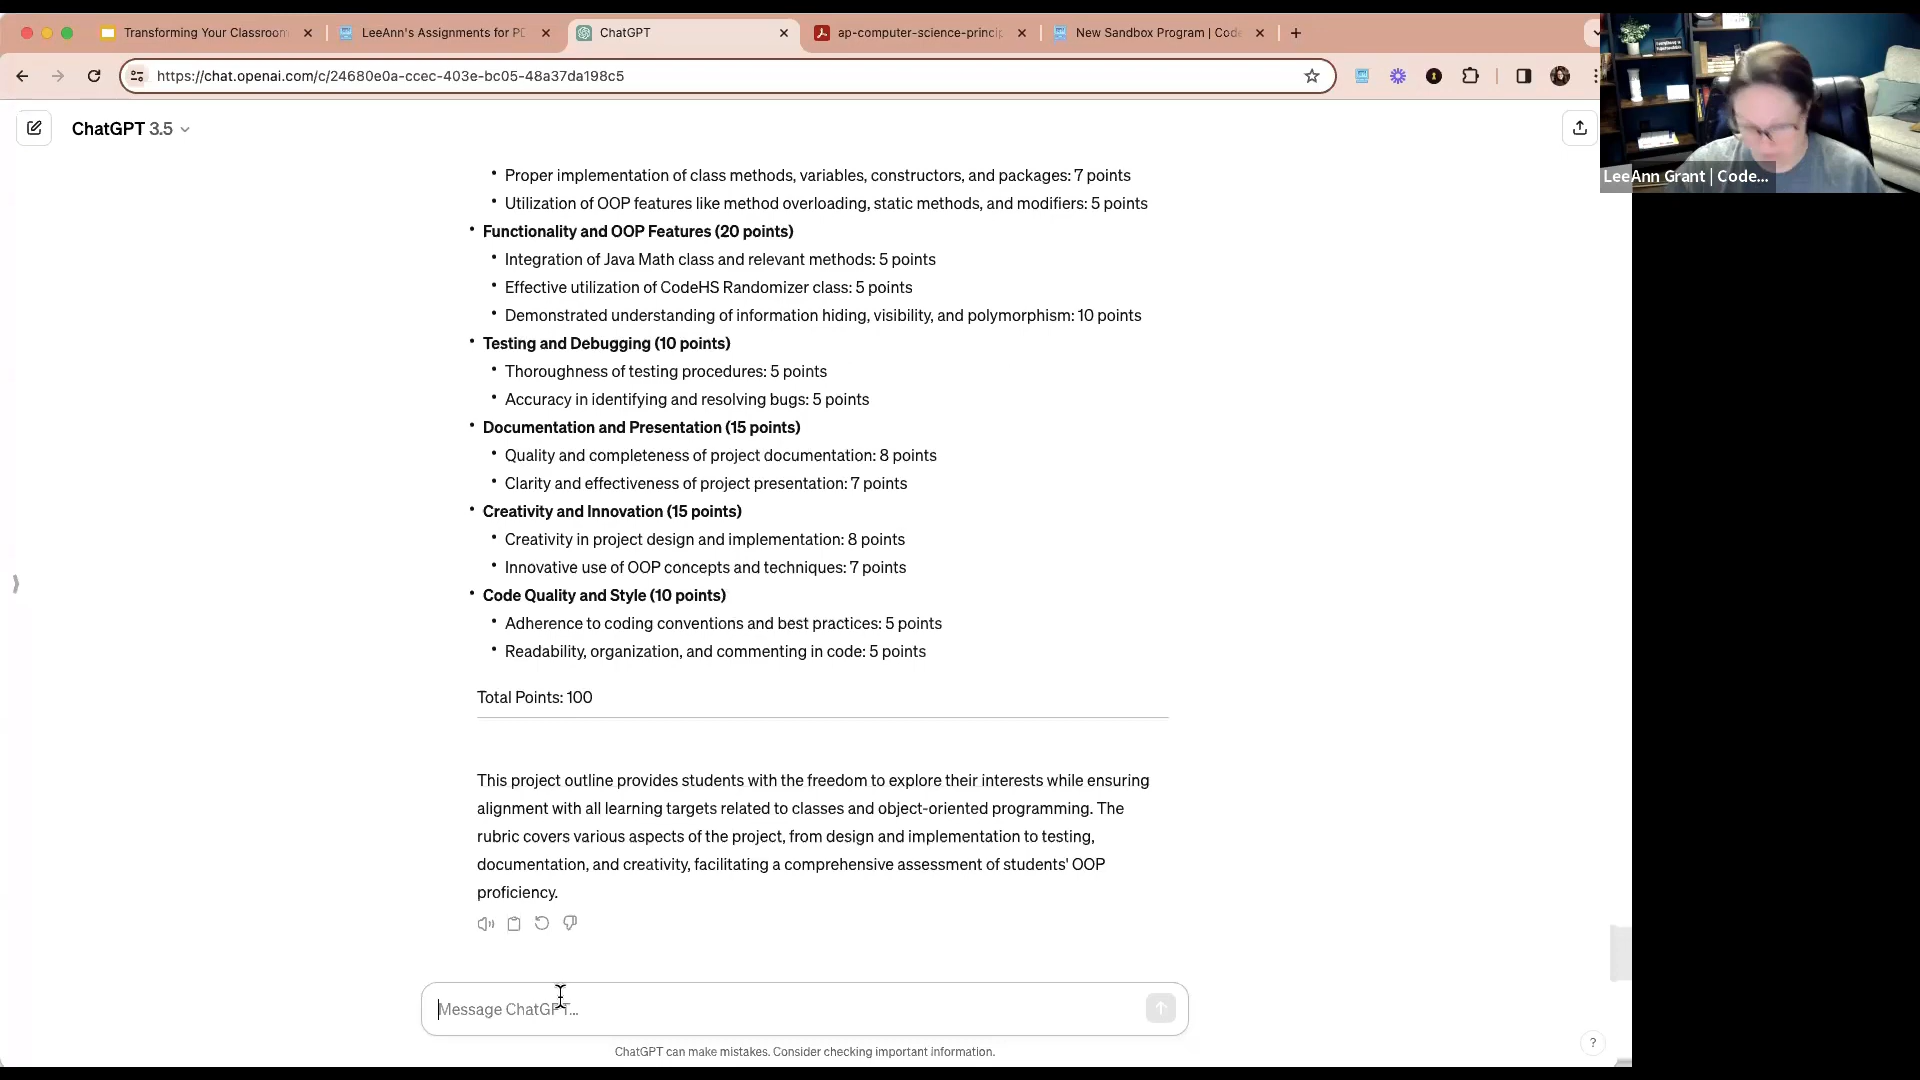 Transforming Your Classroom
LeeAnn's Assignments for PD
ChatGPT
ap-computer-science-princip
New Sandbox Program | Code
https://chat.openai.com/c/24680e0a-ccec-403e-bc05-48a37da198c5
ChatGPT 3.5
LeeAnn Grant | Code...
• Proper implementation of class methods, variables, constructors, and packages: 7 points
• Utilization of OOP features like method overloading, static methods, and modifiers: 5 points
• Functionality and OOP Features (20 points)
• Integration of Java Math class and relevant methods: 5 points
• Effective utilization of CodeHS Randomizer class: 5 points
• Demonstrated understanding of information hiding, visibility, and polymorphism: 10 points
• Testing and Debugging (10 points)
• Thoroughness of testing procedures: 5 points
• Accuracy in identifying and resolving bugs: 5 points
• Documentation and Presentation (15 points)
• Quality and completeness of project documentation: 8 points
• Clarity and effectiveness of project presentation: 7 points
• Creativity and Innovation (15 points)
• Creativity in project design and implementation: 8 points
• Innovative use of OOP concepts and techniques: 7 points
• Code Quality and Style (10 points)
• Adherence to coding conventions and best practices: 5 points
• Readability, organization, and commenting in code: 5 points
Total Points: 100
This project outline provides students with the freedom to explore their interests while ensuring
alignment with all learning targets related to classes and object-oriented programming. The
rubric covers various aspects of the project, from design and implementation to testing,
documentation, and creativity, facilitating a comprehensive assessment of students' OOP
proficiency.
Message ChatGPT...
ChatGPT can make mistakes. Consider checking important information.
?